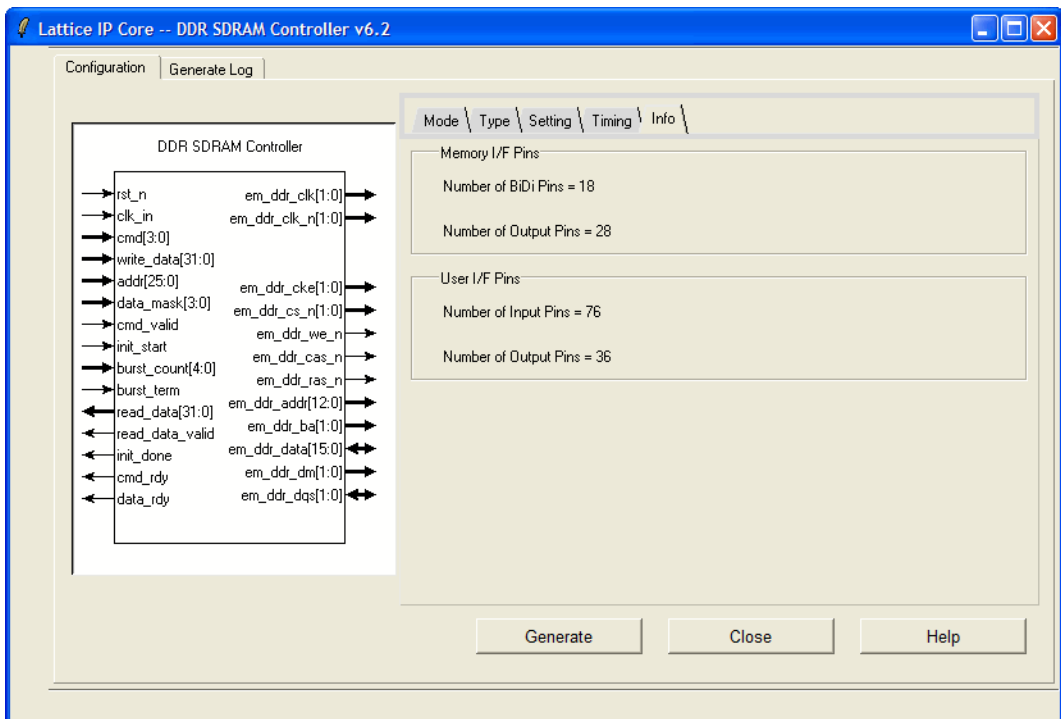 Lattice IP Core -- DDR SDRAM Controller v6.2
Configuration
Generate Log
DDR SDRAM Controller
rst_n
clk_in
cmd[3:0]
write_data[31:0]
addr[25:0]
data_mask[3:0]
cmd_valid
init_start
burst_count[4:0]
burst_term
read_data[31:0]
read_data_valid
init_done
cmd_rdy
data_rdy
em_ddr_clk[1:0]
em_ddr_clk_n[1:0]
em_ddr_cke[1:0]
em_ddr_cs_n[1:0]
em_ddr_we_n
em_ddr_cas_n
em_ddr_ras_n
em_ddr_addr[12:0]
em_ddr_ba[1:0]
em_ddr_data[15:0]
em_ddr_dm[1:0]
em_ddr_dqs[1:0]
Mode
Type
Setting
Timing
Info
Memory I/F Pins
Number of BiDi Pins = 18
Number of Output Pins = 28
User I/F Pins
Number of Input Pins = 76
Number of Output Pins = 36
Generate
Close
Help